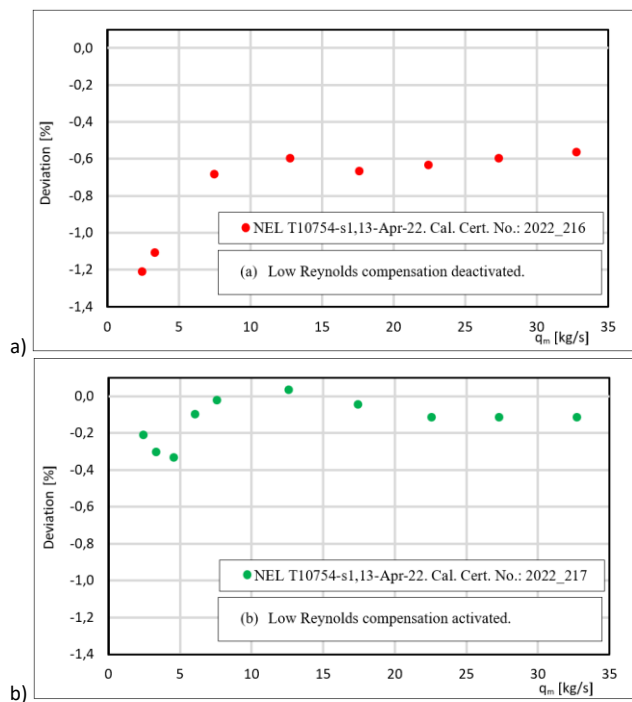 0,0
-0,2
-0,4
-0,6
-0,8
-1,0
-1,2
-1,4
Deviation [%]
NEL T10754-s1,13-Apr-22. Cal. Cert. No.: 2022_216
(a) Low Reynolds compensation deactivated.
0 5 10 15 20 25 30 35
qm [kg/s]
a)
0,0
-0,2
-0,4
-0,6
-0,8
-1,0
-1,2
-1,4
Deviation [%]
NEL T10754-s1,13-Apr-22. Cal. Cert. No.: 2022_217
(b) Low Reynolds compensation activated.
0 5 10 15 20 25 30 35
qm [kg/s]
b)